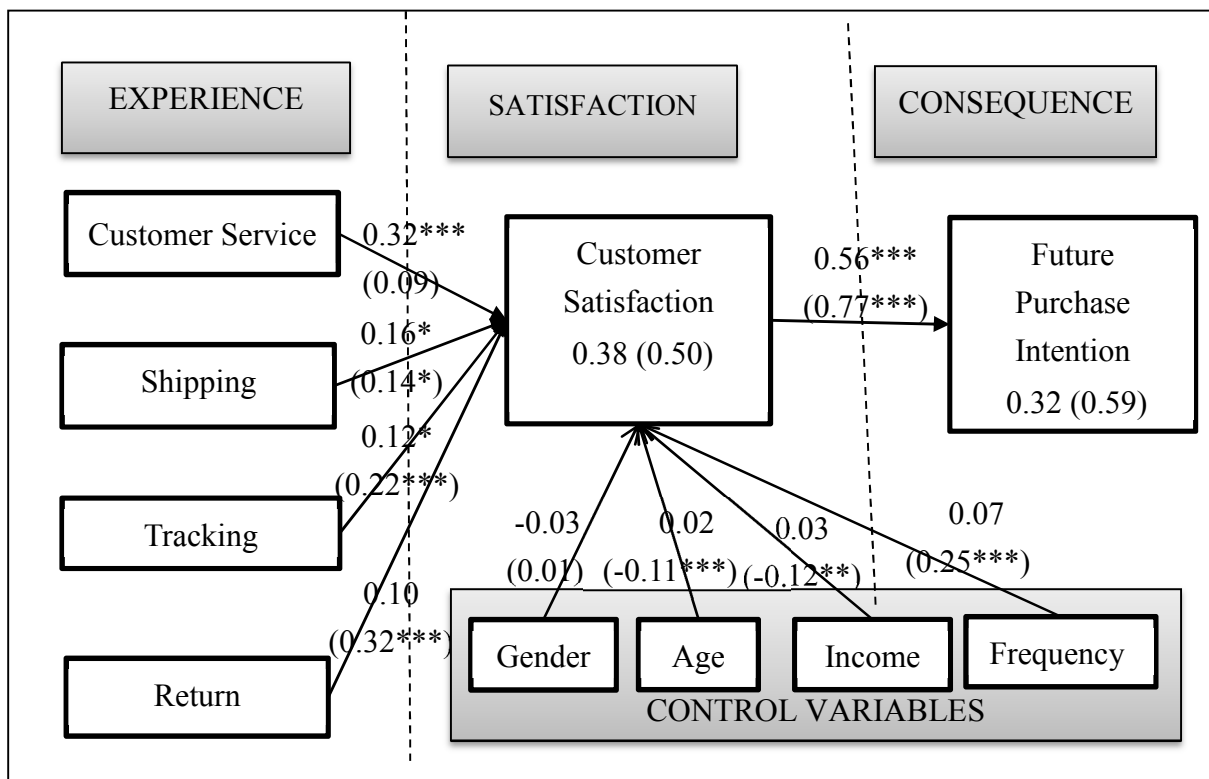 EXPERIENCE
SATISFACTION
CONSEQUENCE
Customer Service
0.32***
(0.09)
Shipping
0.16*
(0.14*)
Tracking
0.12*
(0.22***)
Return
0.10
(0.32***)
Customer
Satisfaction
0.38 (0.50)
0.56***
(0.77***)
Future
Purchase
Intention
0.32 (0.59)
-0.03
(0.01)
0.02
(-0.11***)
0.03
(-0.12**)
0.07
(0.25***)
Gender
Age
Income
Frequency
CONTROL VARIABLES